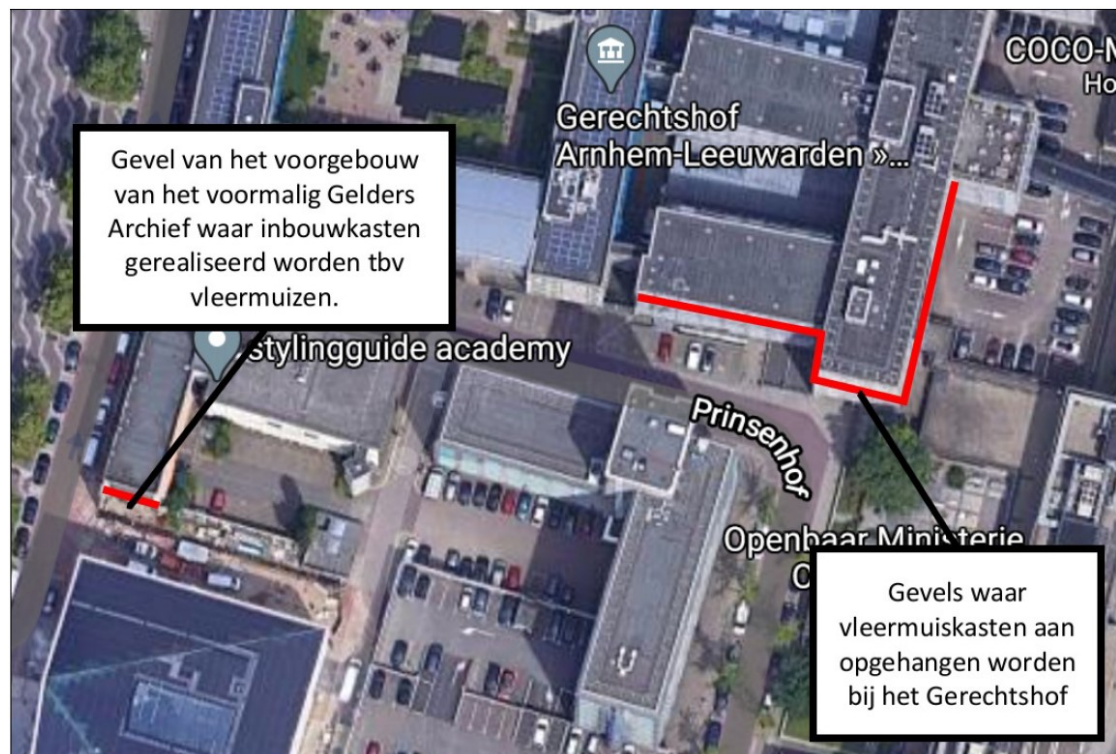 Gerechtshof
Arnhem-Leeuwarden »...
COCO-M
Ho
Gevel van het voorgebouw
van het voormalig Gelders
Archief waar inbouwkasten
gerealiseerd worden tbv
vleermuizen.
stylingguide academy
Prinsenhof
Openbaar Ministerie
Gevels waar
vleermuiskasten aan
opgehangen worden
bij het Gerechtshof